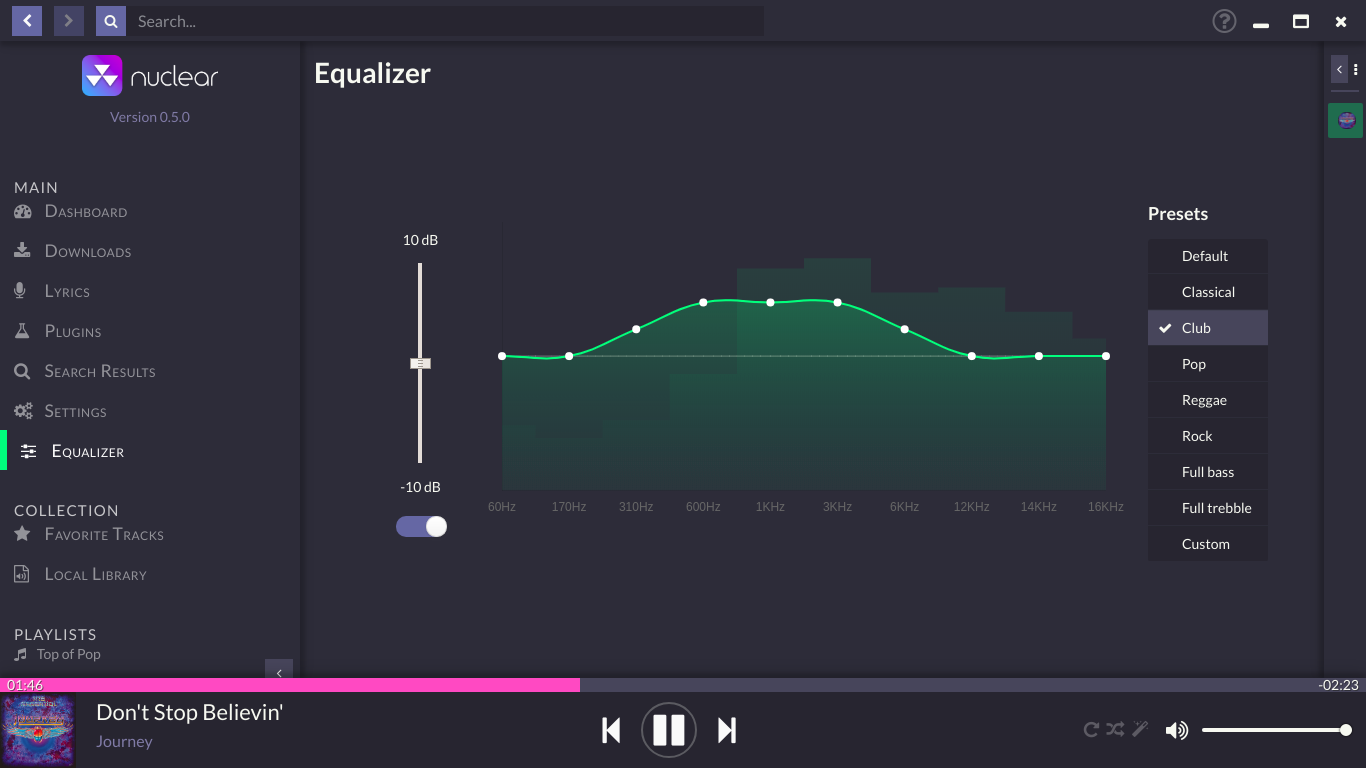 Search...
?
nuclear
Version 0.5.0
MAIN
Dashboard
Downloads
Lyrics
Plugins
Search Results
Settings
Equalizer
COLLECTION
Favorite Tracks
Local Library
PLAYLISTS
Top of Pop
Equalizer
10 dB
-10 dB
60Hz 170Hz 310Hz 600Hz 1KHz 3KHz 6KHz 12KHz 14KHz 16KHz
Presets
Default
Classical
Club
Pop
Reggae
Rock
Full bass
Full trebble
Custom
01:46
-02:23
Don't Stop Believin'
Journey